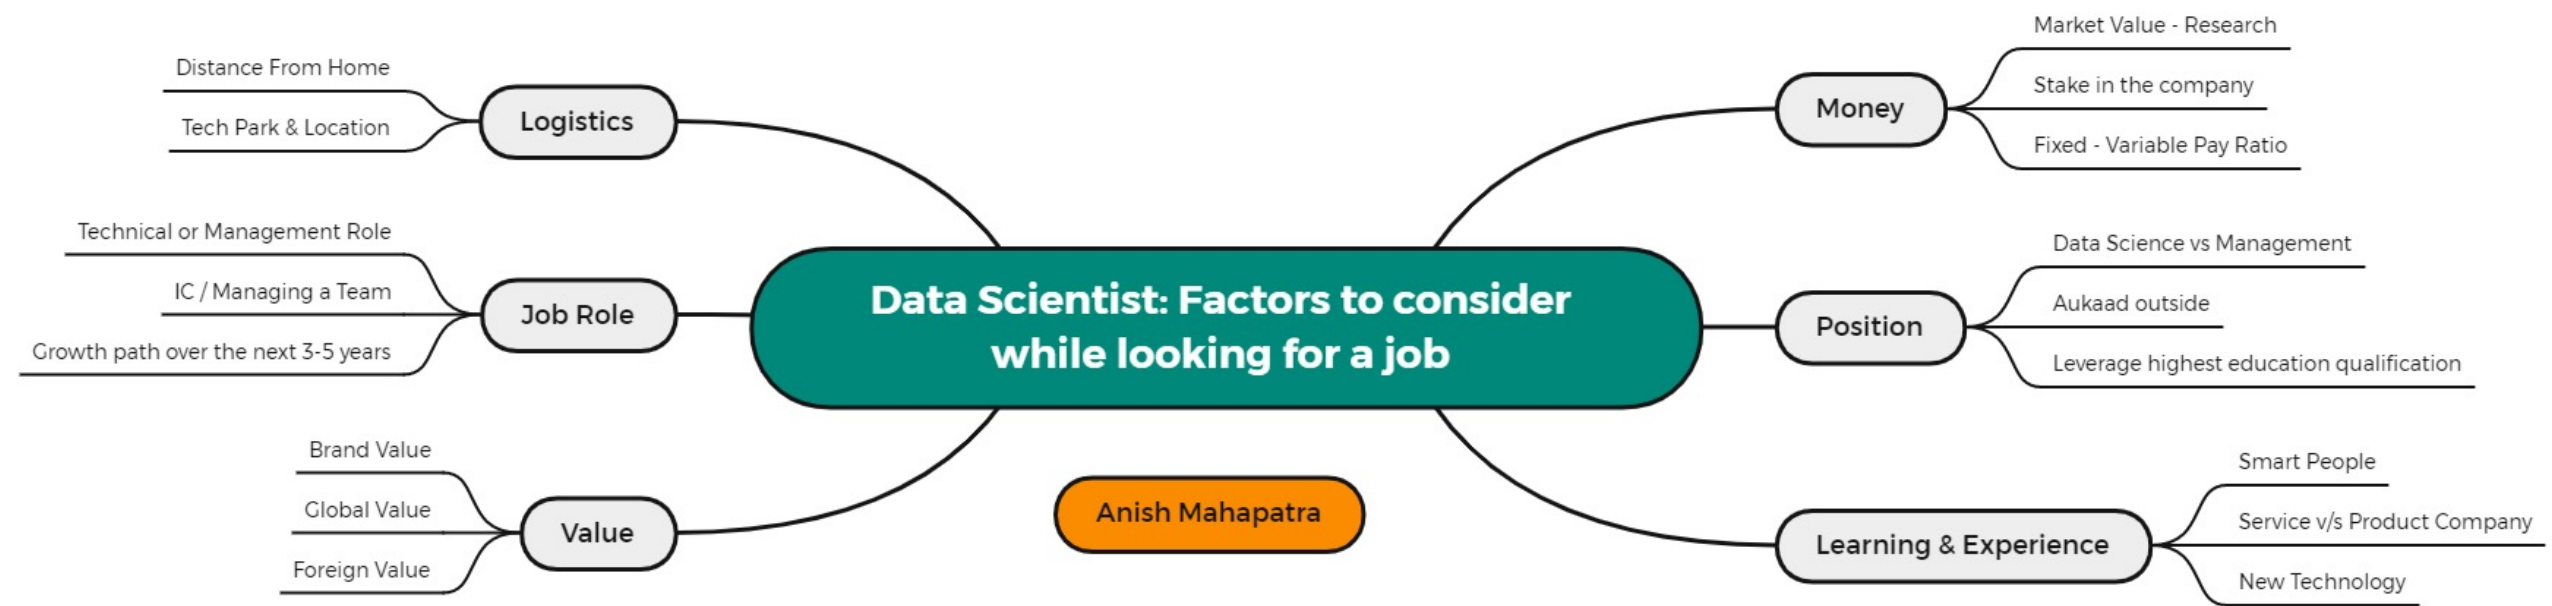 Data Scientist: Factors to consider
while looking for a job
Logistics
Distance From Home
Tech Park & Location
Job Role
Technical or Management Role
IC / Managing a Team
Growth path over the next 3-5 years
Value
Brand Value
Global Value
Foreign Value
Money
Market Value - Research
Stake in the company
Fixed - Variable Pay Ratio
Position
Data Science vs Management
Aukaad outside
Leverage highest education qualification
Learning & Experience
Smart People
Service v/s Product Company
New Technology
Anish Mahapatra